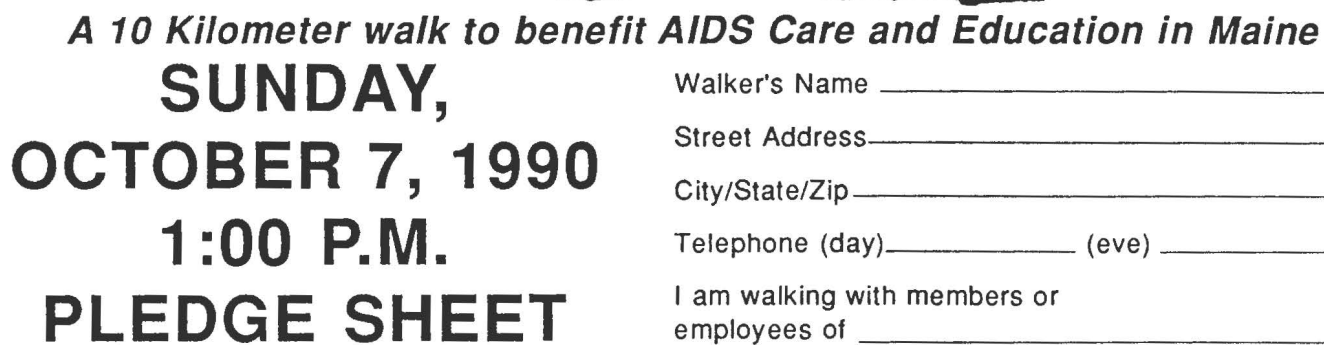 A 10 Kilometer walk to benefit AIDS Care and Education in Maine
SUNDAY,
OCTOBER 7, 1990
1:00 P.M.
PLEDGE SHEET
Walker's Name
Street Address
City/State/Zip
Telephone (day) (eve)
I am walking with members or
employees of